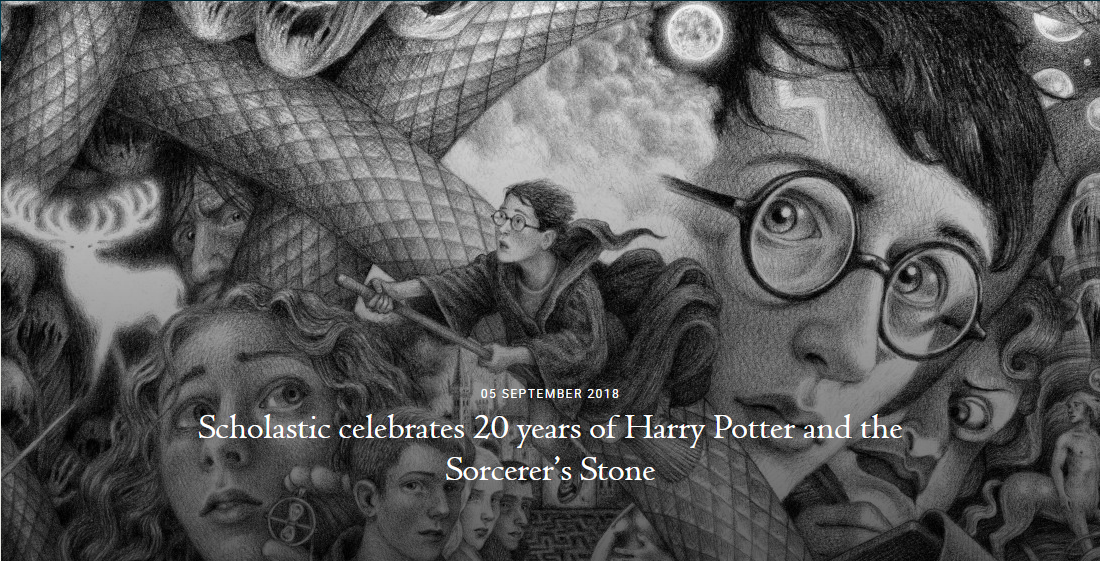 05 SEPTEMBER 2018
Scholastic celebrates 20 years of Harry Potter and the
Sorcerer’s Stone